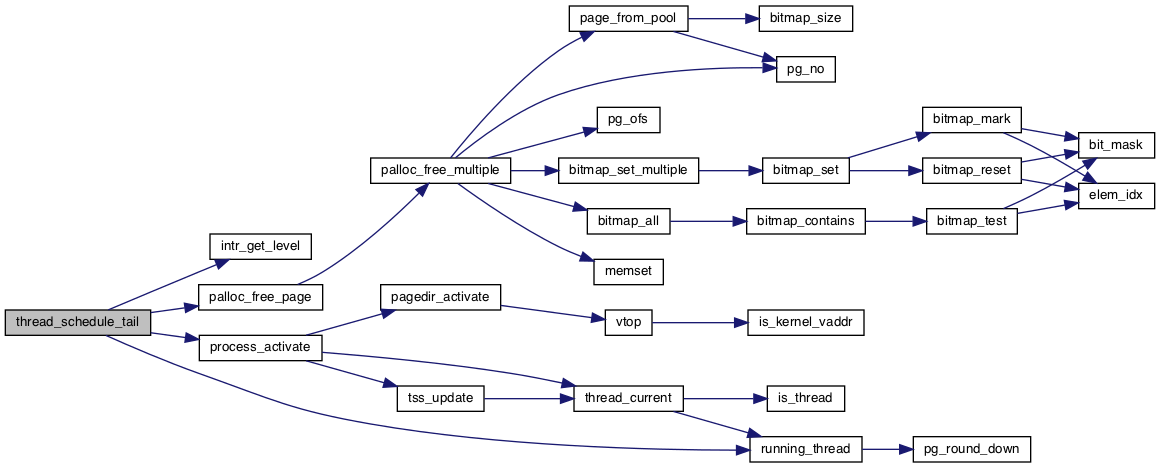 page_from_pool
bitmap_size
pg_no
pg_ofs
bitmap_mark
bit_mask
palloc_free_multiple
bitmap_set_multiple
bitmap_set
bitmap_reset
elem_idx
bitmap_all
bitmap_contains
bitmap_test
intr_get_level
memset
palloc_free_page
pagedir_activate
thread_schedule_tail
vtop
is_kernel_vaddr
process_activate
tss_update
thread_current
is_thread
running_thread
pg_round_down